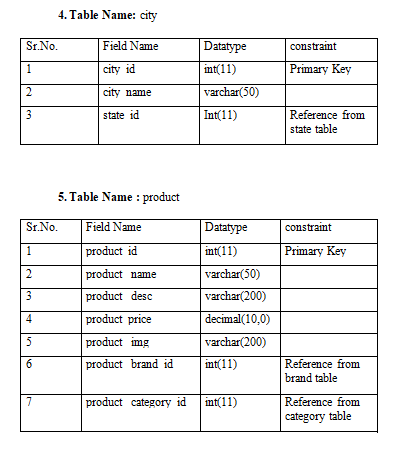 4. Table Name: city
Sr.No. Field Name Datatype constraint
1 city id int(11) Primary Key
2 city name varchar(50)
3 state id Int(11) Reference from
state table
5. Table Name : product
Sr.No. Field Name Datatype constraint
1 product id int(11) Primary Key
2 product name varchar(50)
3 product desc varchar(200)
4 product price decimal(10,0)
5 product img varchar(200)
6 product brand id int(11) Reference from
brand table
7 product category id int(11) Reference from
category table